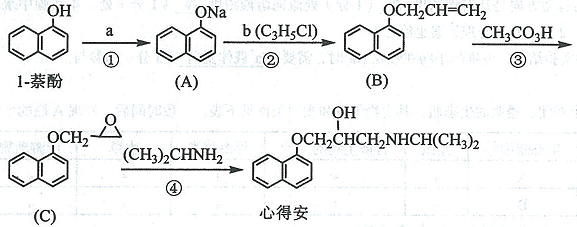 OH
a
①
1-萘酚
ONa
(A)
b (C₃H₅Cl)
②
OCH₂CH—CH₂
(B)
CH₃CO₃H
③
OCH₂
O
(C)
(CH₃)₂CHNH₂
④
OH
OCH₂CHCH₂NHCH(CH₃)₂
心得安